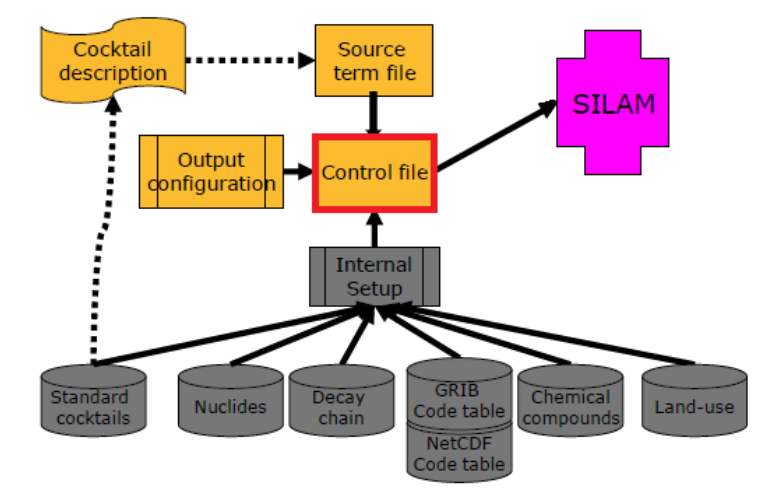 Cocktail
description
Source
term file
SILAM
Output
configuration
Control file
Internal
Setup
Standard
cocktails
Nuclides
Decay
chain
GRIB
Code table
NetCDF
Code table
Chemical
compounds
Land-use